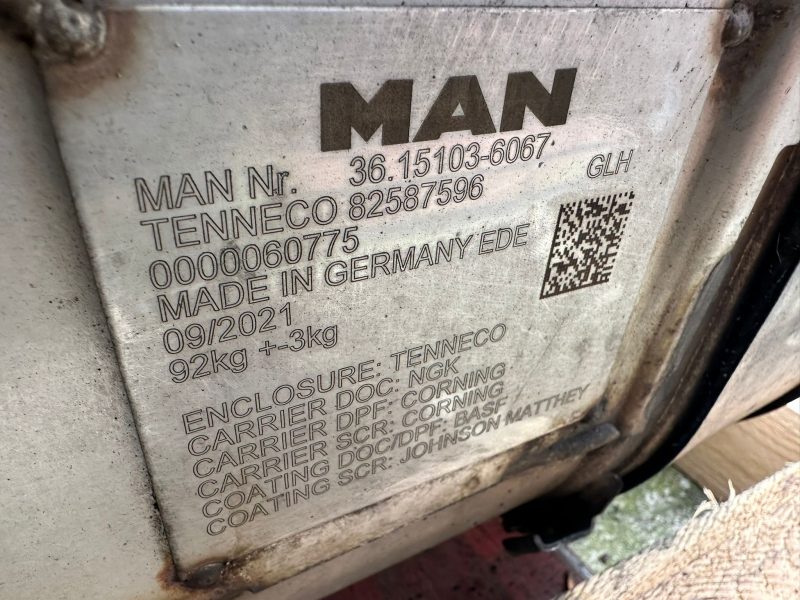 MAN
MAN Nr. 36.15103-6067
TENNECO 82587596 GLH
0000060775
MADE IN GERMANY EDE
09/2021
92kg +-3kg
ENCLOSURE: TENNECO
CARRIER DOC: NGK
CARRIER DPF: CORNING
CARRIER SCR: CORNING
COATING DOC/DPF: BASF
COATING SCR: JOHNSON MATTHEY